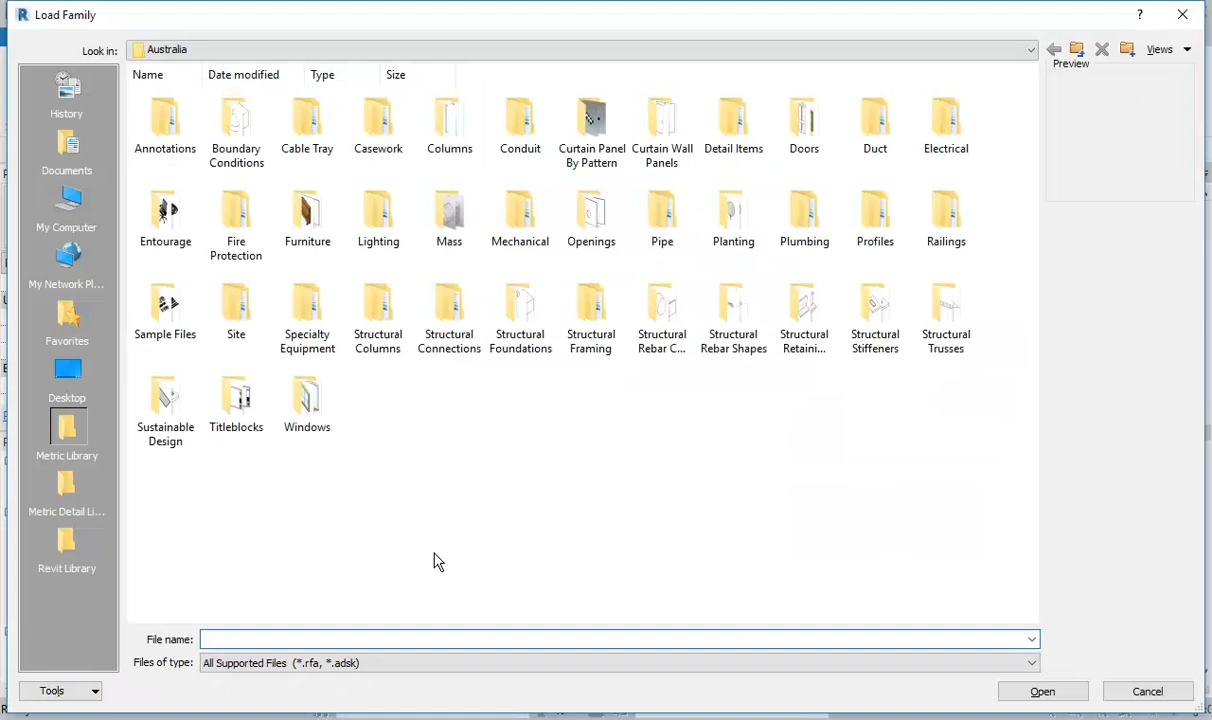 Load Family
Look in:
Australia
Views
Preview
Name
Date modified
Type
Size
History
Documents
My Computer
My Network Pl...
Favorites
Desktop
Metric Library
Metric Detail Li...
Revit Library
Annotations
Boundary
Conditions
Cable Tray
Casework
Columns
Conduit
Curtain Panel
By Pattern
Curtain Wall
Panels
Detail Items
Doors
Duct
Electrical
Entourage
Fire
Protection
Furniture
Lighting
Mass
Mechanical
Openings
Pipe
Planting
Plumbing
Profiles
Railings
Sample Files
Site
Specialty
Equipment
Structural
Columns
Structural
Connections
Structural
Foundations
Structural
Framing
Structural
Rebar C...
Structural
Rebar Shapes
Structural
Retaini...
Structural
Stiffeners
Structural
Trusses
Sustainable
Design
Titleblocks
Windows
File name:
Files of type:
All Supported Files (*.rfa, *.adsk)
Tools
Open
Cancel